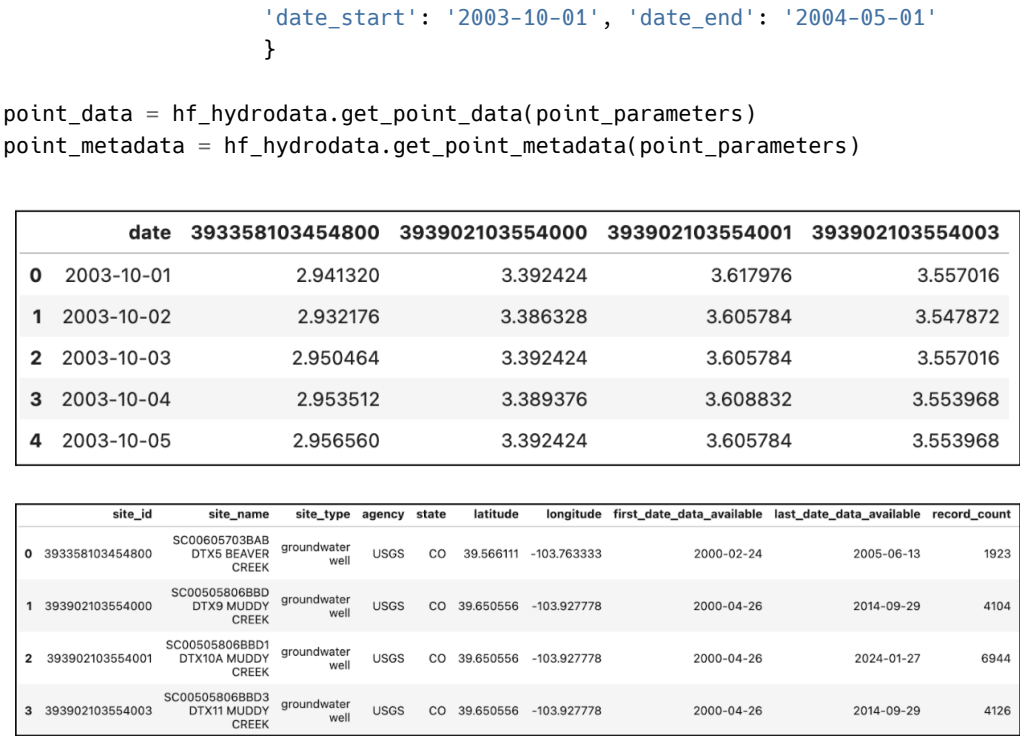 'date_start': '2003-10-01', 'date_end': '2004-05-01'
}
point_data = hf_hydrodata.get_point_data(point_parameters)
point_metadata = hf_hydrodata.get_point_metadata(point_parameters)
date 393358103454800 393902103554000 393902103554001 393902103554003
0 2003-10-01 2.941320 3.392424 3.617976 3.557016
1 2003-10-02 2.932176 3.386328 3.605784 3.547872
2 2003-10-03 2.950464 3.392424 3.605784 3.557016
3 2003-10-04 2.953512 3.389376 3.608832 3.553968
4 2003-10-05 2.956560 3.392424 3.605784 3.553968
site_id site_name site_type agency state latitude longitude first_date_data_available last_date_data_available record_count
SC00605703BAB
0 393358103454800 DTX5 BEAVER groundwater well USGS CO 39.566111 -103.763333 2000-02-24 2005-06-13 1923
CREEK
SC00505806BBD
1 393902103554000 DTX9 MUDDY groundwater well USGS CO 39.650556 -103.927778 2000-04-26 2014-09-29 4104
CREEK
SC00505806BBD1
2 393902103554001 DTX10A MUDDY groundwater well USGS CO 39.650556 -103.927778 2000-04-26 2024-01-27 6944
CREEK
SC00505806BBD3
3 393902103554003 DTX11 MUDDY groundwater well USGS CO 39.650556 -103.927778 2000-04-26 2014-09-29 4126
CREEK